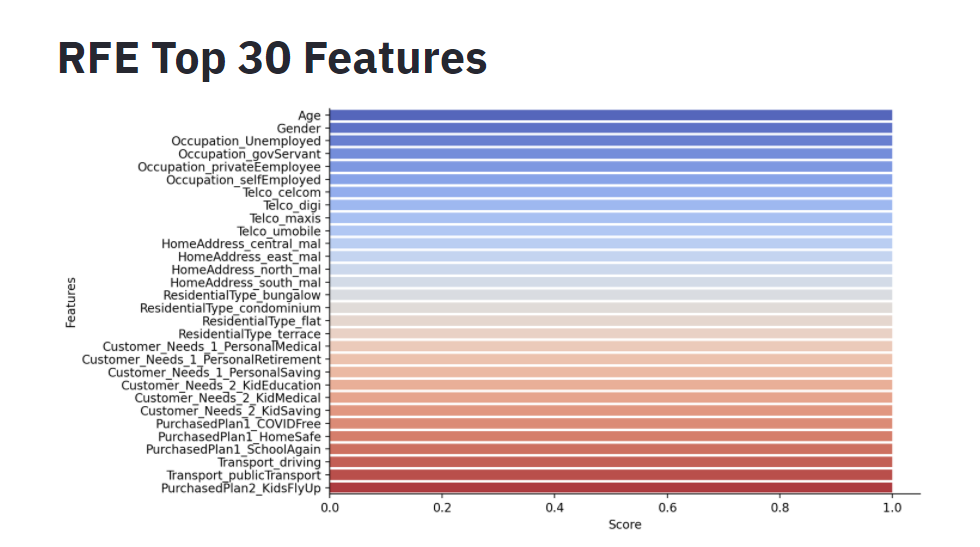 RFE Top 30 Features
Age
Gender
Occupation_Unemployed
Occupation_govServant
Occupation_privateEemployee
Occupation_selfEmployed
Telco_celcom
Telco_digi
Telco_maxis
Telco_umobile
HomeAddress_central_mal
HomeAddress_east_mal
HomeAddress_north_mal
HomeAddress_south_mal
ResidentialType_bungalow
ResidentialType_condominium
ResidentialType_flat
ResidentialType_terrace
Customer_Needs_1_PersonalMedical
Customer_Needs_1_PersonalRetirement
Customer_Needs_1_PersonalSaving
Customer_Needs_2_KidEducation
Customer_Needs_2_KidMedical
Customer_Needs_2_KidSaving
PurchasedPlan1_COVIDFree
PurchasedPlan1_HomeSafe
PurchasedPlan1_SchoolAgain
Transport_driving
Transport_publicTransport
PurchasedPlan2_KidsFlyUp
Features
0.0 0.2 0.4 0.6 0.8 1.0
Score